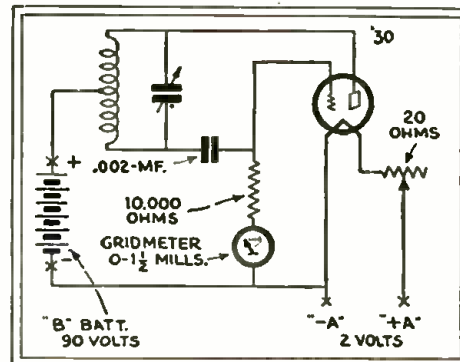 '30
20
OHMS
+
.002-MF.
10,000
OHMS
GRIDMETER
0-1½ MILLS.
-
"B" BATT.
90 VOLTS
"-A" "+A"
2 VOLTS